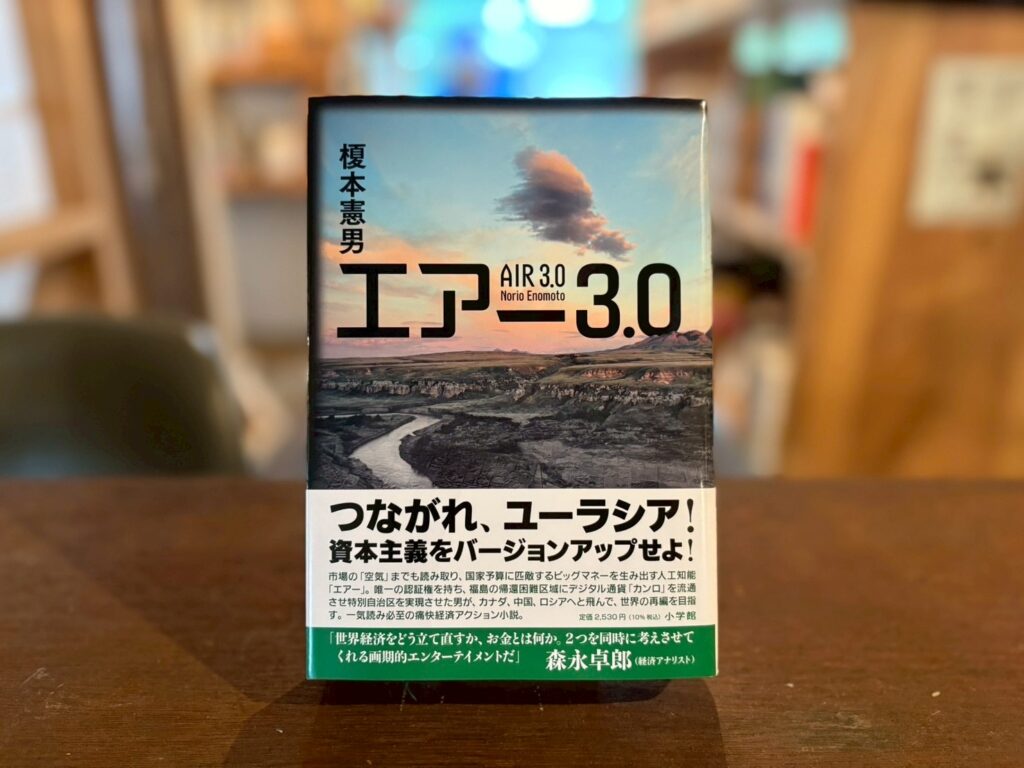 榎本憲男
エアー3.0
AIR 3.0
Norio Enomoto
つながれ、ユーラシア!
資本主義をバージョンアップせよ!
市場の「空気」までも読み取り、国家予算に匹敵するビッグマネーを生み出す人工知能
「エアー」。唯一の認証権を持ち、福島の帰還困難区域にデジタル通貨「カンロ」を流通
させ特別自治区を実現させた男が、カナダ、中国、ロシアへと飛んで、世界の再編を目指
す。一気読み必至の痛快経済アクション小説。
定価2,530円(10%税込) 小学館
「世界経済をどう立て直すか、お金とは何か。2つを同時に考えさせて
くれる画期的エンターテイメントだ」 森永卓郎(経済アナリスト)